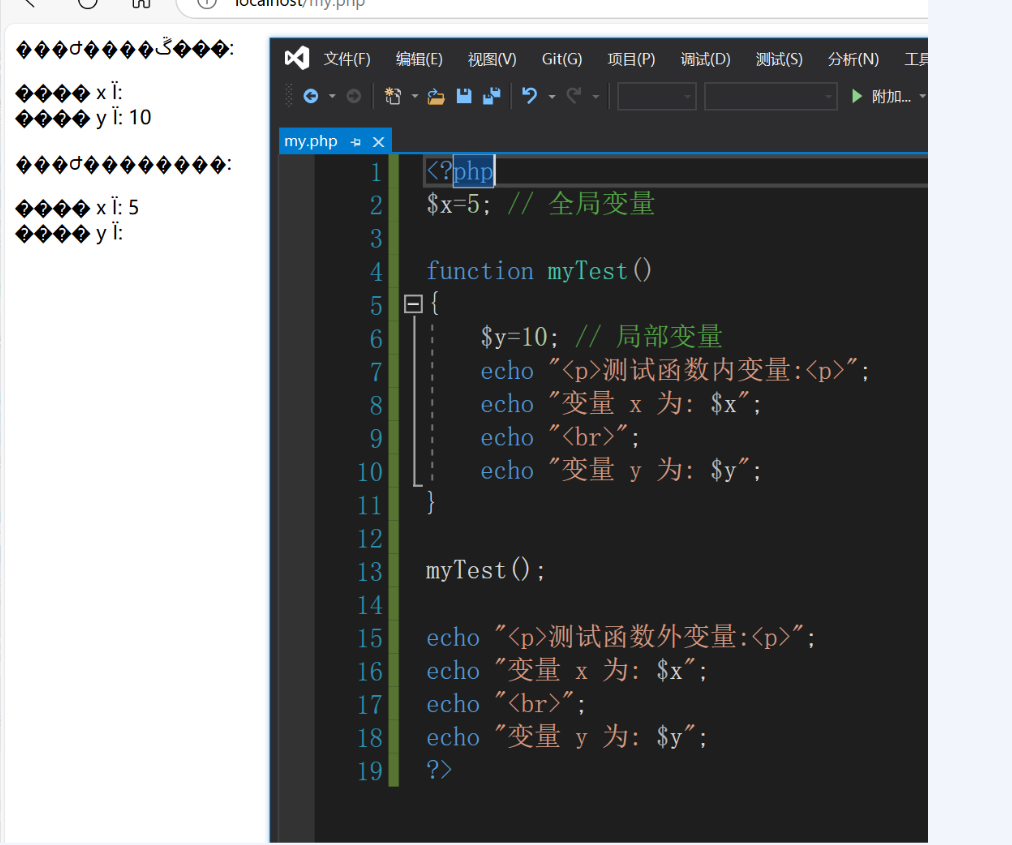 localhost/my.php
���Ժ����ڱ���:
���� x Ϊ:
���� y Ϊ: 10
���Ժ��������:
���� x Ϊ: 5
���� y Ϊ:
文件(F) 编辑(E) 视图(V) Git(G) 项目(P) 调试(D) 测试(S) 分析(N)
附加...
my.php
1 <?php
2 $x=5; // 全局变量
3
4 function myTest()
5 {
6 $y=10; // 局部变量
7 echo "<p>测试函数内变量:<p>";
8 echo "变量 x 为: $x";
9 echo "<br>";
10 echo "变量 y 为: $y";
11 }
12
13 myTest();
14
15 echo "<p>测试函数外变量:<p>";
16 echo "变量 x 为: $x";
17 echo "<br>";
18 echo "变量 y 为: $y";
19 ?>